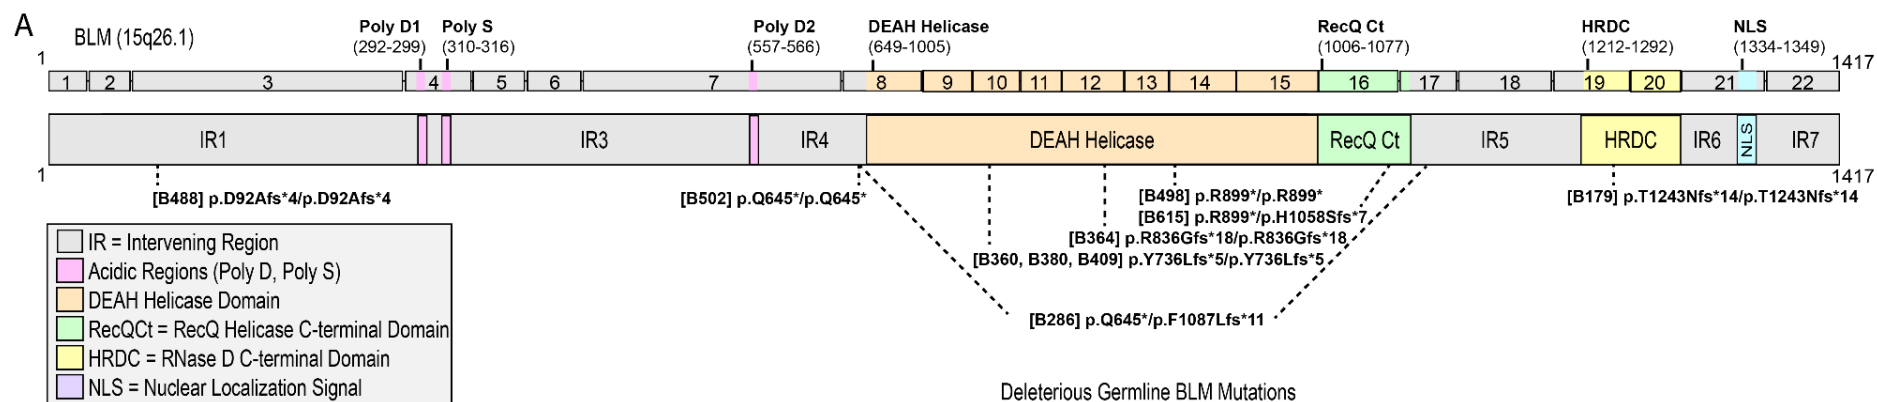 A
BLM (15q26.1)
Poly D1
(292-299)
Poly S
(310-316)
Poly D2
(557-566)
DEAH Helicase
(649-1005)
RecQ Ct
(1006-1077)
HRDC
(1212-1292)
NLS
(1334-1349)
1
1417
1 2 3 4 5 6 7 8 9 10 11 12 13 14 15 16 17 18 19 20 21 22
IR1 IR3 IR4 DEAH Helicase RecQ Ct IR5 HRDC IR6 NLS IR7
1
1417
[B488] p.D92Afs*4/p.D92Afs*4
[B502] p.Q645*/p.Q645*
[B498] p.R899*/p.R899*
[B615] p.R899*/p.H1058Sfs*7
[B364] p.R836Gfs*18/p.R836Gfs*18
[B360, B380, B409] p.Y736Lfs*5/p.Y736Lfs*5
[B179] p.T1243Nfs*14/p.T1243Nfs*14
[B286] p.Q645*/p.F1087Lfs*11
IR = Intervening Region
Acidic Regions (Poly D, Poly S)
DEAH Helicase Domain
RecQCt = RecQ Helicase C-terminal Domain
HRDC = RNase D C-terminal Domain
NLS = Nuclear Localization Signal
Deleterious Germline BLM Mutations